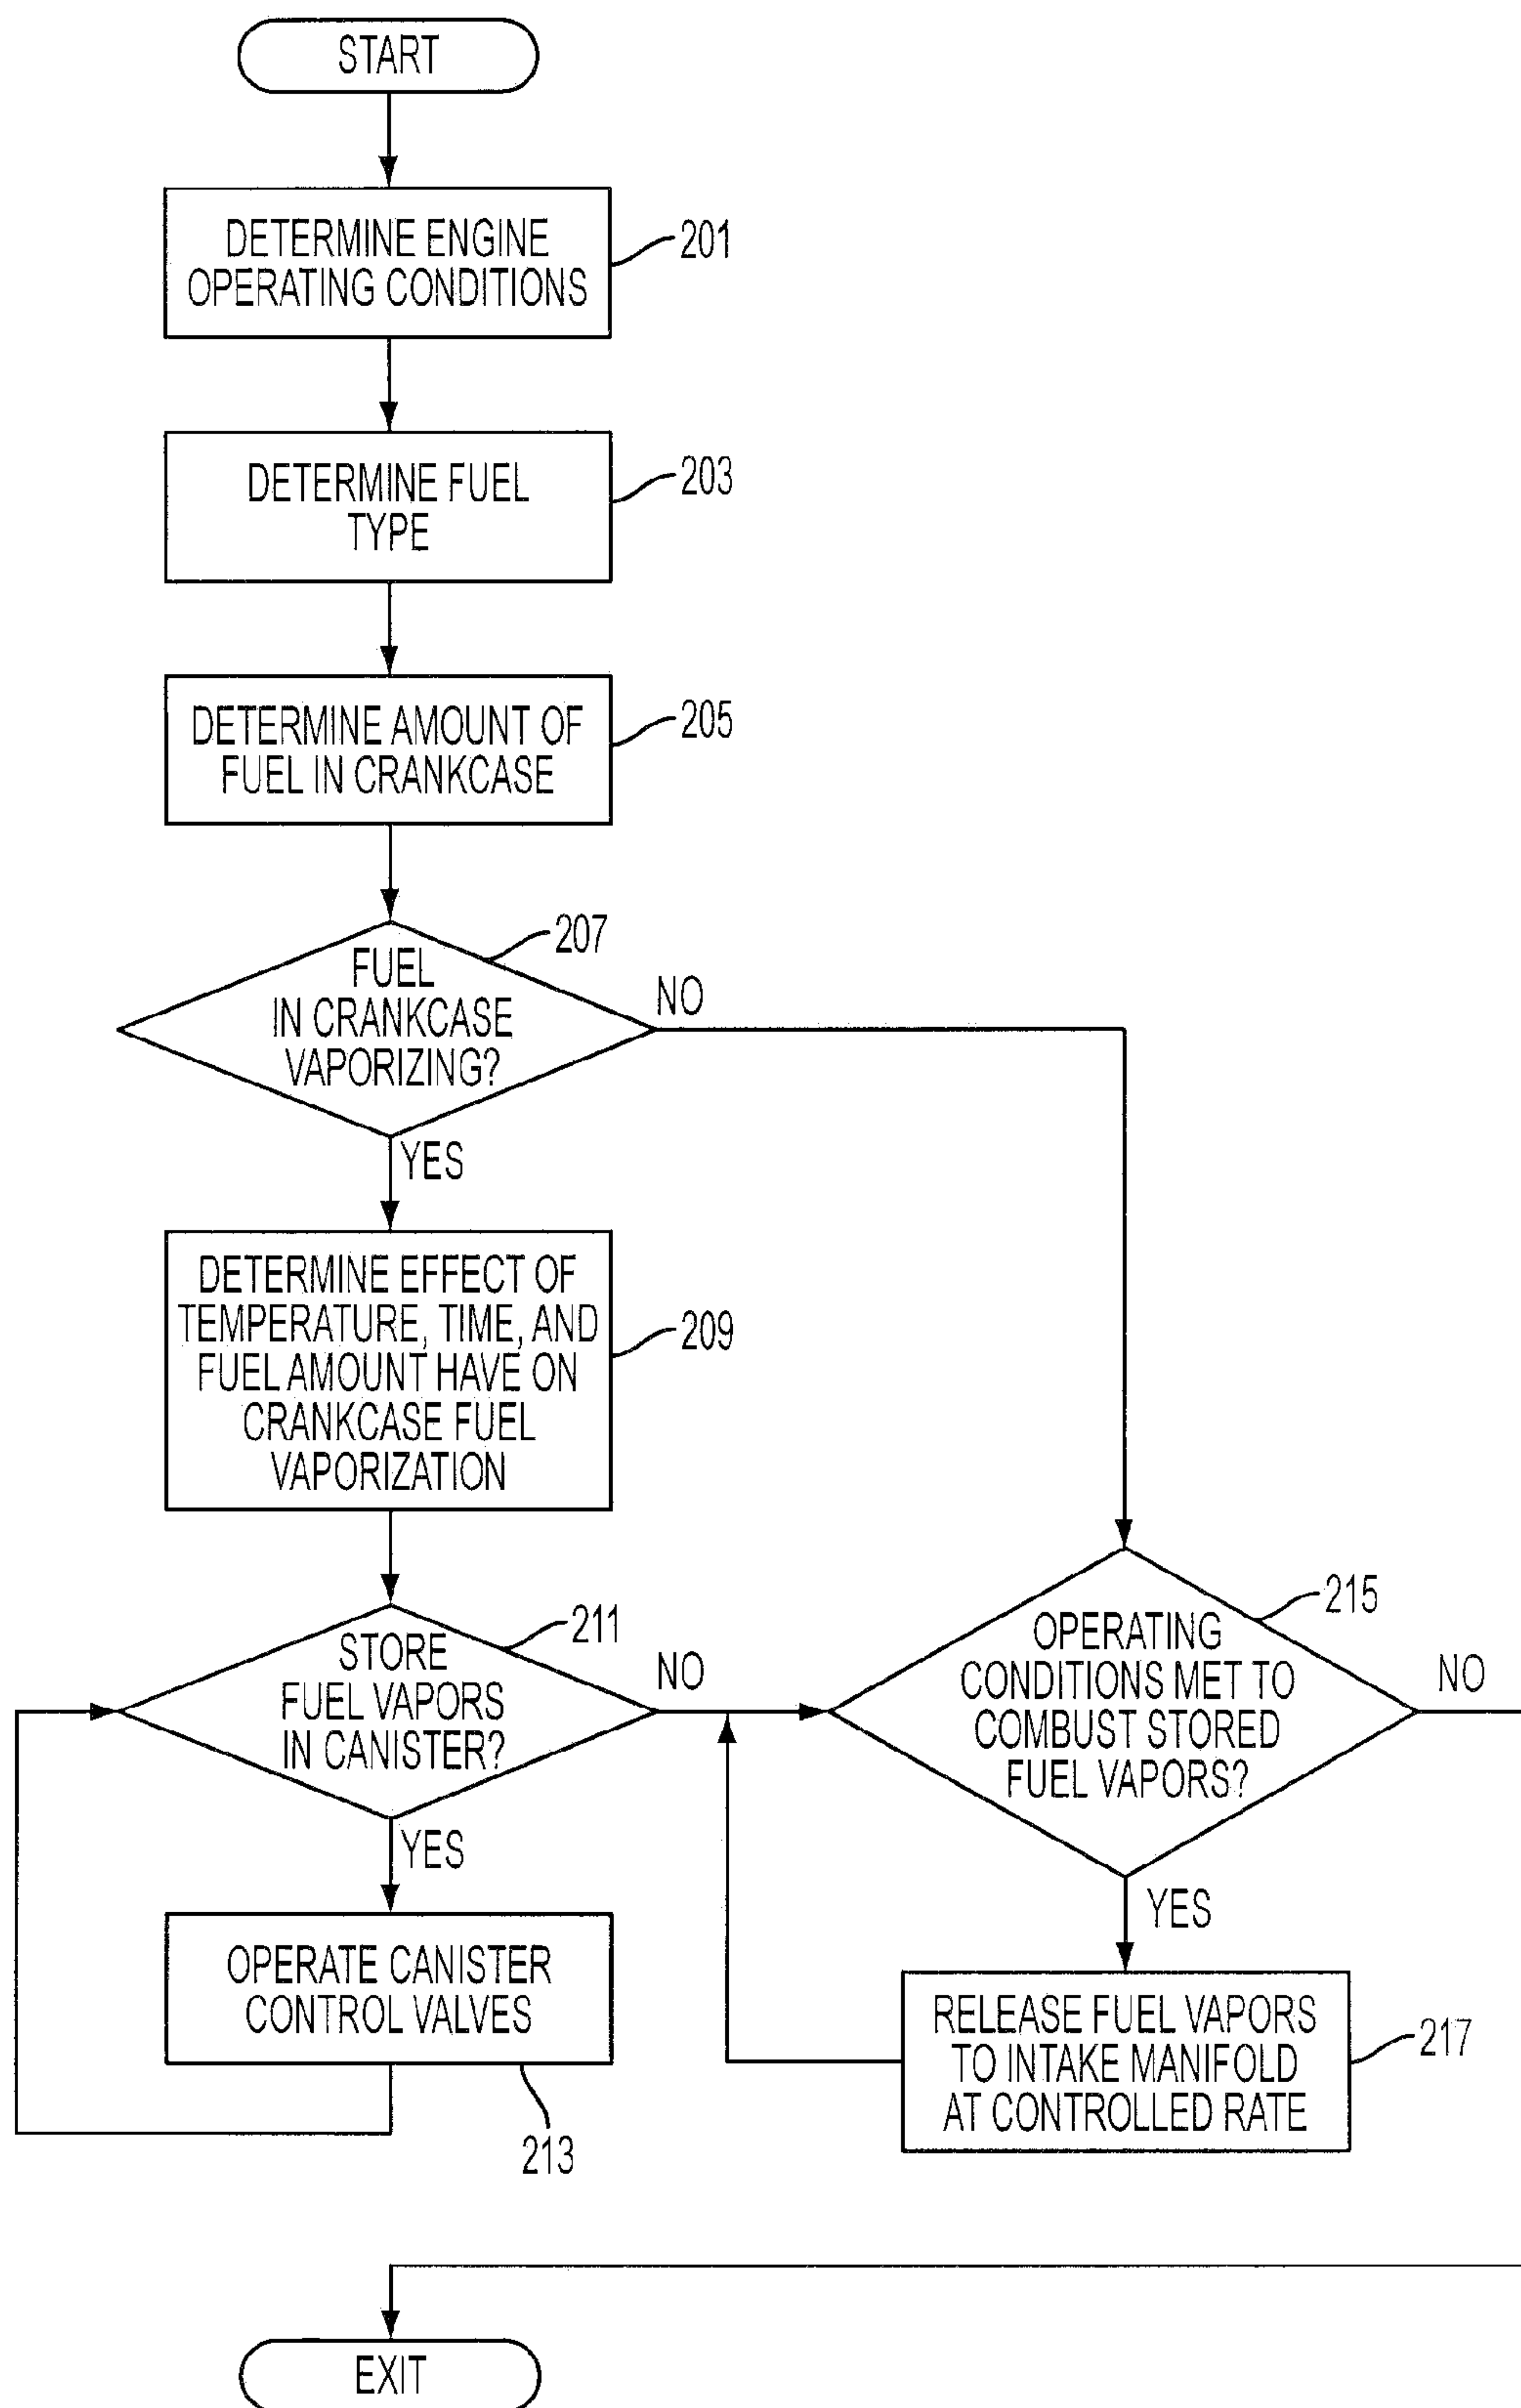 START
DETERMINE ENGINE
OPERATING CONDITIONS
201
DETERMINE FUEL
TYPE
203
DETERMINE AMOUNT OF
FUEL IN CRANKCASE
205
207
FUEL
IN CRANKCASE
VAPORIZING?
NO
YES
DETERMINE EFFECT OF
TEMPERATURE, TIME, AND
FUEL AMOUNT HAVE ON
CRANKCASE FUEL
VAPORIZATION
209
211
STORE
FUEL VAPORS
IN CANISTER?
NO
YES
OPERATE CANISTER
CONTROL VALVES
213
215
OPERATING
CONDITIONS MET TO
COMBUST STORED
FUEL VAPORS?
NO
YES
RELEASE FUEL VAPORS
TO INTAKE MANIFOLD
AT CONTROLLED RATE
217
EXIT